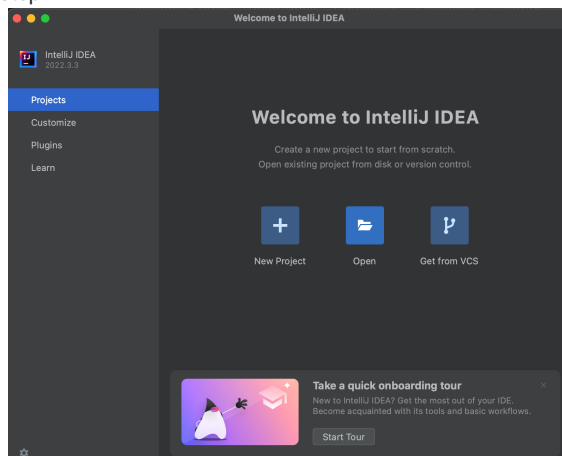 Welcome to IntelliJ IDEA
IntelliJ IDEA
2022.3.3
Projects
Customize
Plugins
Learn
Welcome to IntelliJ IDEA
Create a new project to start from scratch.
Open existing project from disk or version control.
New Project
Open
Get from VCS
Take a quick onboarding tour
New to IntelliJ IDEA? Get the most out of your IDE.
Become acquainted with its tools and basic workflows.
Start Tour